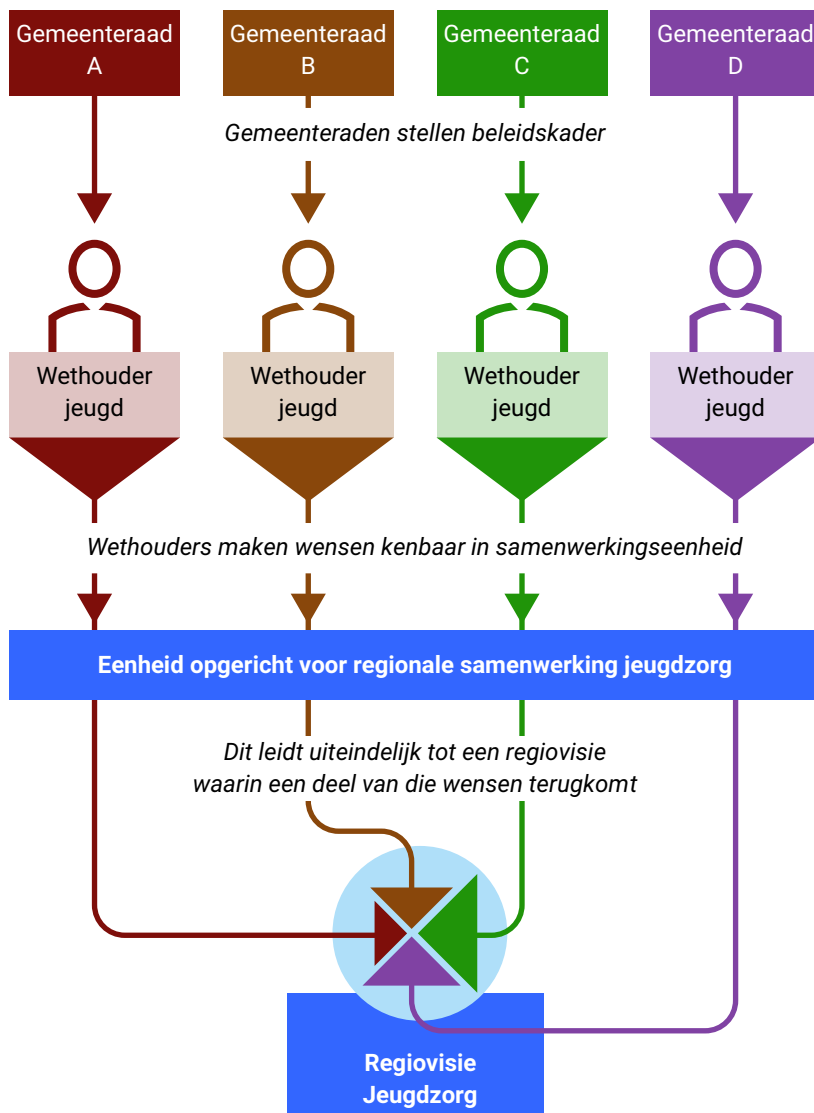 Gemeenteraad
A
Gemeenteraad
B
Gemeenteraad
C
Gemeenteraad
D
Gemeenteraden stellen beleidskader
Wethouder
jeugd
Wethouder
jeugd
Wethouder
jeugd
Wethouder
jeugd
Wethouders maken wensen kenbaar in samenwerkingseenheid
Eenheid opgericht voor regionale samenwerking jeugdzorg
Dit leidt uiteindelijk tot een regiovisie
waarin een deel van die wensen terugkomt
Regiovisie
Jeugdzorg